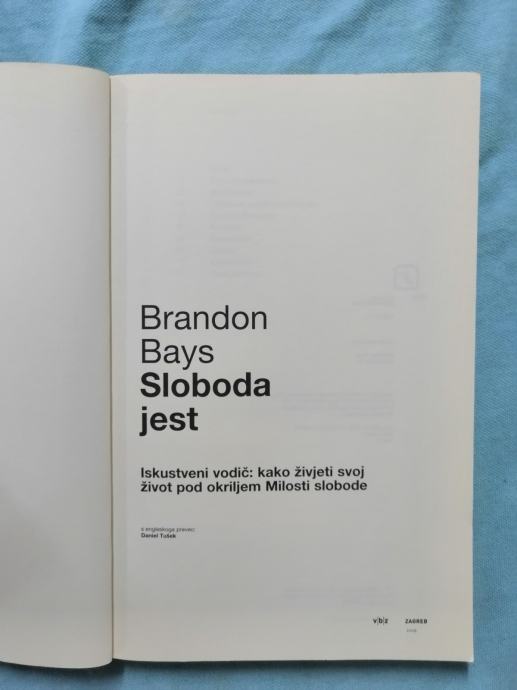 Brandon
Bays
Sloboda
jest
Iskustveni vodič: kako živjeti svoj
život pod okriljem Milosti slobode
s engleskoga preveo:
Daniel Tušek
v|b|z ZAGREB